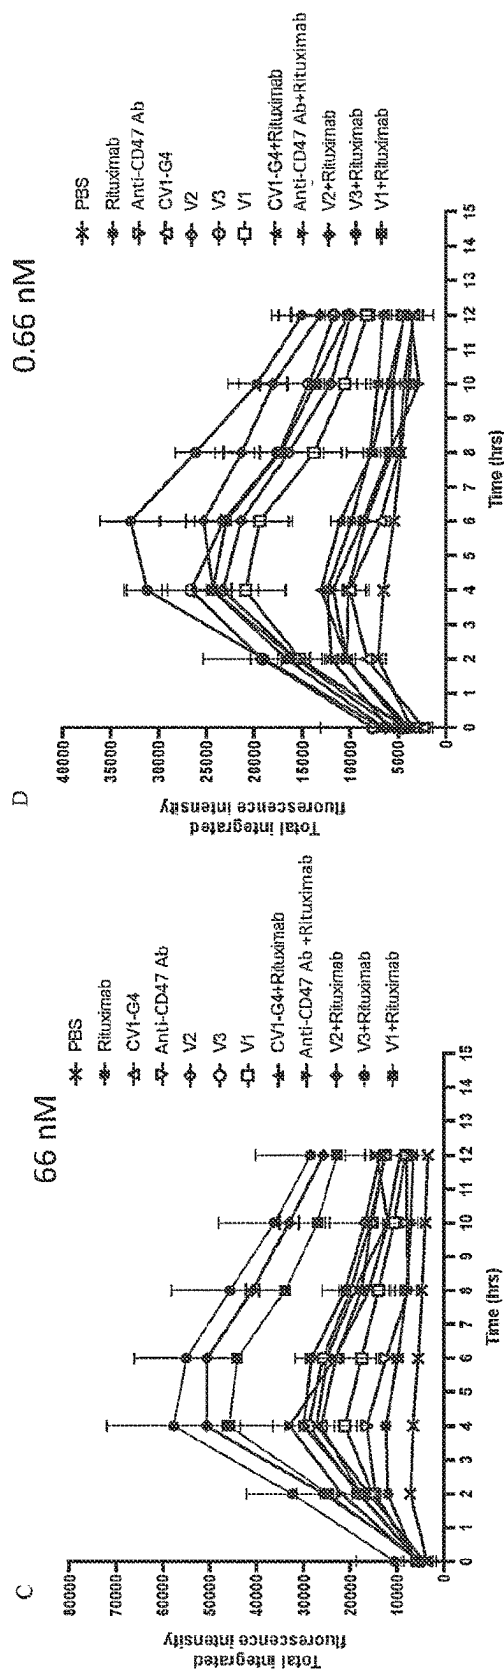 C
66 nM
Total integrated
fluorescence intensity
80000
70000
60000
50000
40000
30000
20000
10000
0
0 1 2 3 4 5 6 7 8 9 10 11 12 13 14 15
Time (hrs)
PBS
Rituximab
CV1-G4
Anti-CD47 Ab
V2
V3
V1
CV1-G4+Rituximab
Anti-CD47 Ab +Rituximab
V2+Rituximab
V3+Rituximab
V1+Rituximab
D
0.66 nM
Total integrated
fluorescence intensity
40000
35000
30000
25000
20000
15000
10000
5000
0
0 1 2 3 4 5 6 7 8 9 10 11 12 13 14 15
Time (hrs)
PBS
Rituximab
Anti-CD47 Ab
CV1-G4
V2
V3
V1
CV1-G4+Rituximab
Anti-CD47 Ab+Rituximab
V2+Rituximab
V3+Rituximab
V1+Rituximab